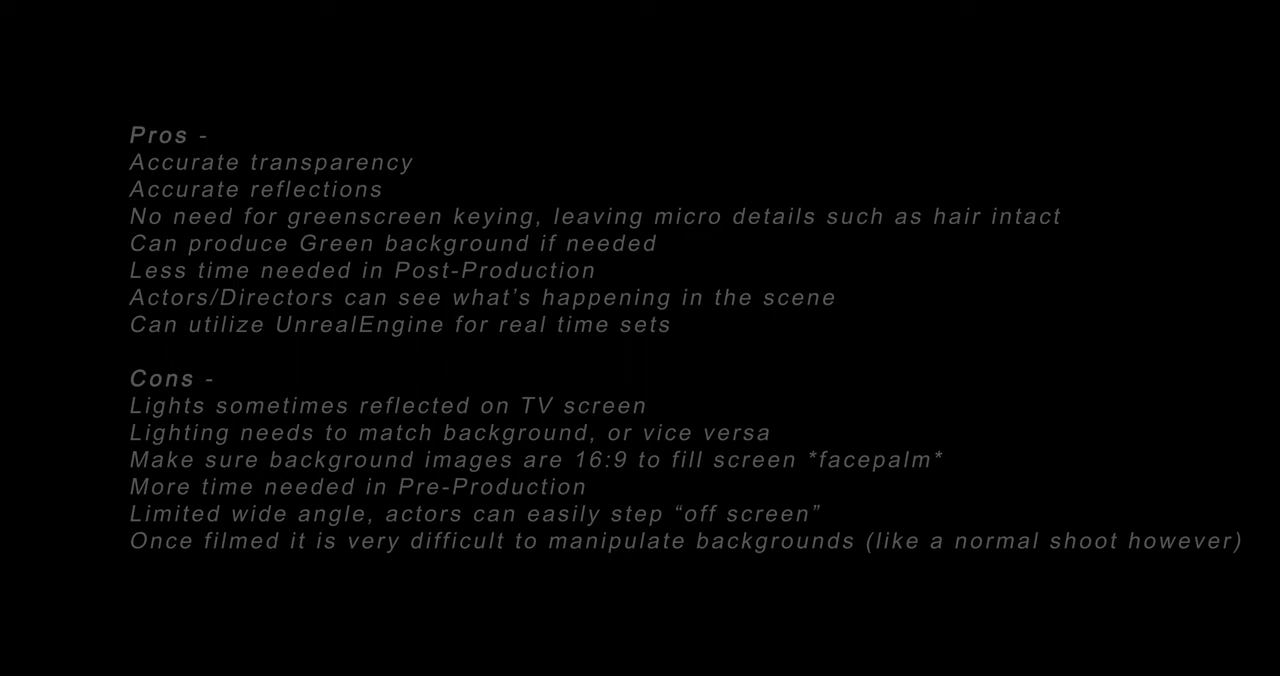 Pros -
Accurate transparency
Accurate reflections
No need for greenscreen keying, leaving micro details such as hair intact
Can produce Green background if needed
Less time needed in Post-Production
Actors/Directors can see what’s happening in the scene
Can utilize UnrealEngine for real time sets
Cons -
Lights sometimes reflected on TV screen
Lighting needs to match background, or vice versa
Make sure background images are 16:9 to fill screen *facepalm*
More time needed in Pre-Production
Limited wide angle, actors can easily step “off screen”
Once filmed it is very difficult to manipulate backgrounds (like a normal shoot however)